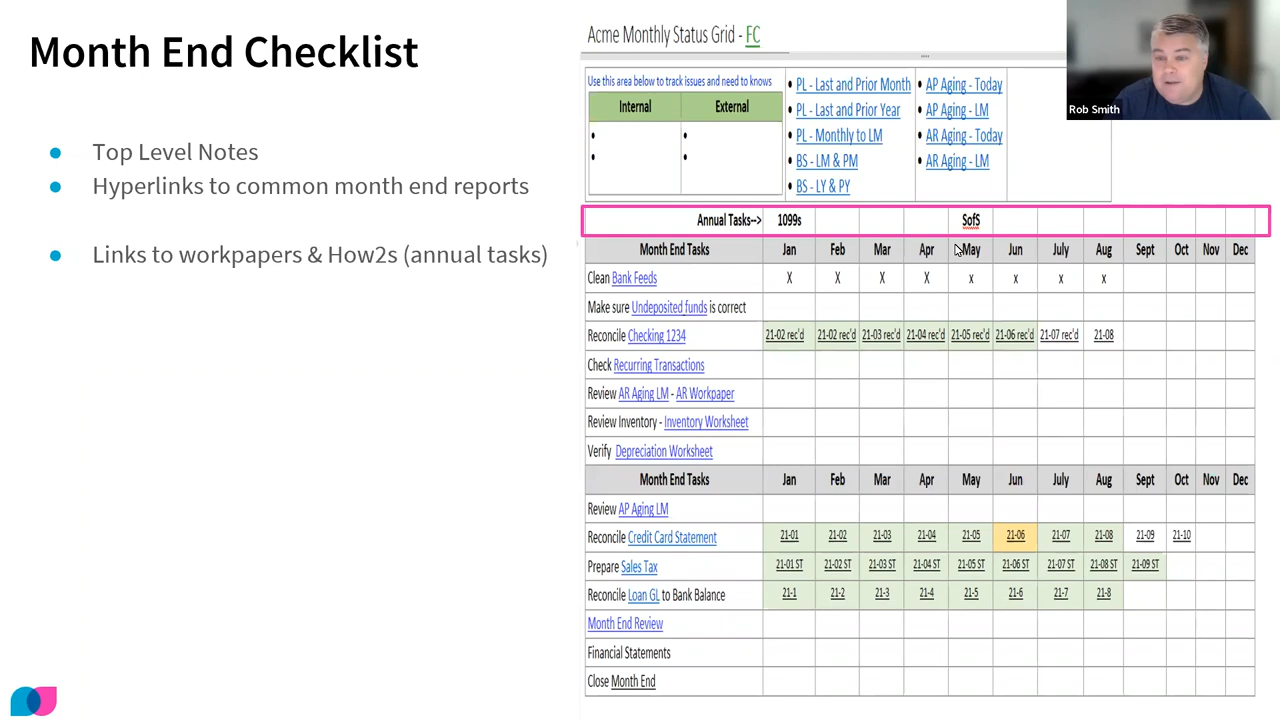 Month End Checklist
Top Level Notes
Hyperlinks to common month end reports
Links to workpapers & How2s (annual tasks)
Acme Monthly Status Grid - FC
Use this area below to track issues and need to knows
Internal External
PL - Last and Prior Month
PL - Last and Prior Year
PL - Monthly to LM
BS - LM & PM
BS - LY & PY
AP Aging - Today
AP Aging - LM
AR Aging - Today
AR Aging - LM
Rob Smith
Annual Tasks--> 1099s SofS
Month End Tasks Jan Feb Mar Apr May Jun July Aug Sept Oct Nov Dec
Clean Bank Feeds X X X X x x x x
Make sure Undeposited funds is correct
Reconcile Checking 1234 21-02 rec'd 21-02 rec'd 21-03 rec'd 21-04 rec'd 21-05 rec'd 21-06 rec'd 21-07 rec'd 21-08
Check Recurring Transactions
Review AR Aging LM - AR Workpaper
Review Inventory - Inventory Worksheet
Verify Depreciation Worksheet
Month End Tasks Jan Feb Mar Apr May Jun July Aug Sept Oct Nov Dec
Review AP Aging LM
Reconcile Credit Card Statement 21-01 21-02 21-03 21-04 21-05 21-06 21-07 21-08 21-09 21-10
Prepare Sales Tax 21-01 ST 21-02 ST 21-03 ST 21-04 ST 21-05 ST 21-06 ST 21-07 ST 21-08 ST 21-09 ST
Reconcile Loan GL to Bank Balance 21-1 21-2 21-3 21-4 21-5 21-6 21-7 21-8
Month End Review
Financial Statements
Close Month End